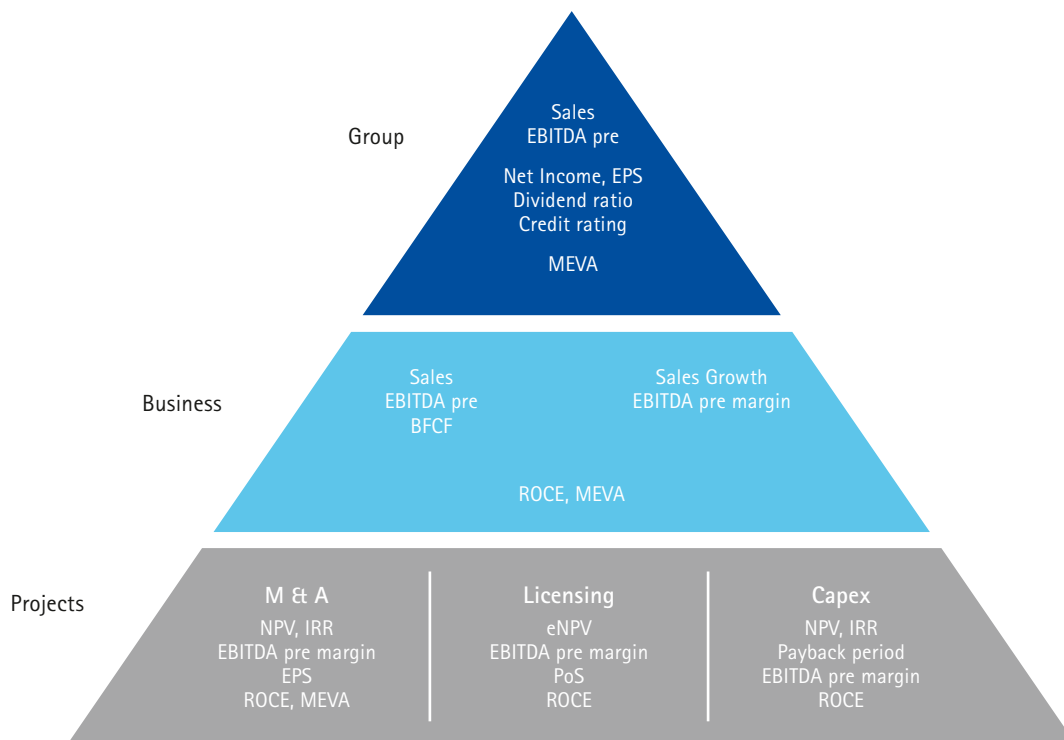 Group
Sales
EBITDA pre
Net Income, EPS
Dividend ratio
Credit rating
MEVA
Business
Sales
EBITDA pre
BFCF
Sales Growth
EBITDA pre margin
ROCE, MEVA
Projects
M & A
NPV, IRR
EBITDA pre margin
EPS
ROCE, MEVA
Licensing
eNPV
EBITDA pre margin
PoS
ROCE
Capex
NPV, IRR
Payback period
EBITDA pre margin
ROCE